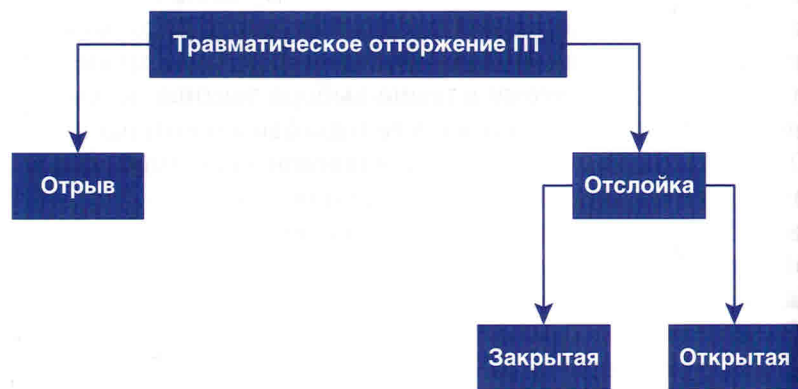 Травматическое отторжение ПТ
Отрыв
Отслойка
Закрытая
Открытая